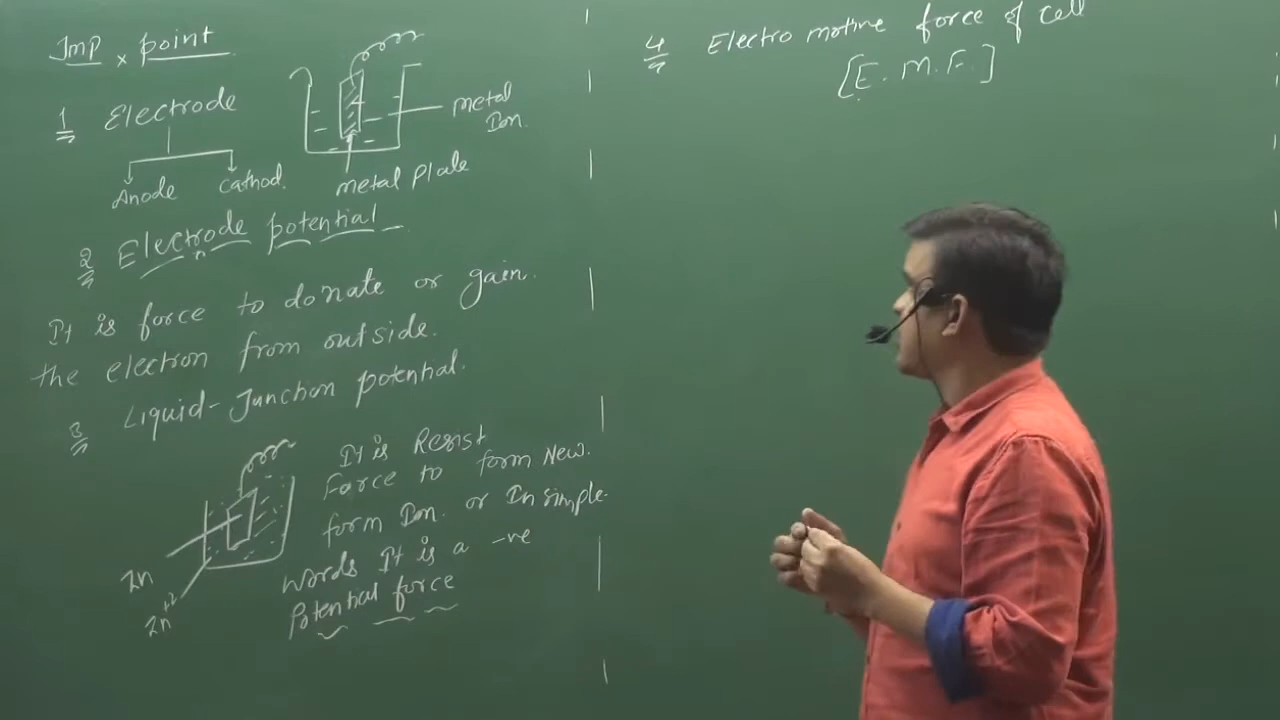 Imp x point
1 Electrode
Anode Cathod.
metal Ion.
metal plate
2 Electrode potential
It is force to donate or gain.
the electron from outside.
3 Liquid-Junction potential.
It is Resist
Force to form New.
form Ion. or In simple.
words It is a -ve
Potential force
Zn
Zn+2
4 Electro motive force of cell
[E. M. F.]